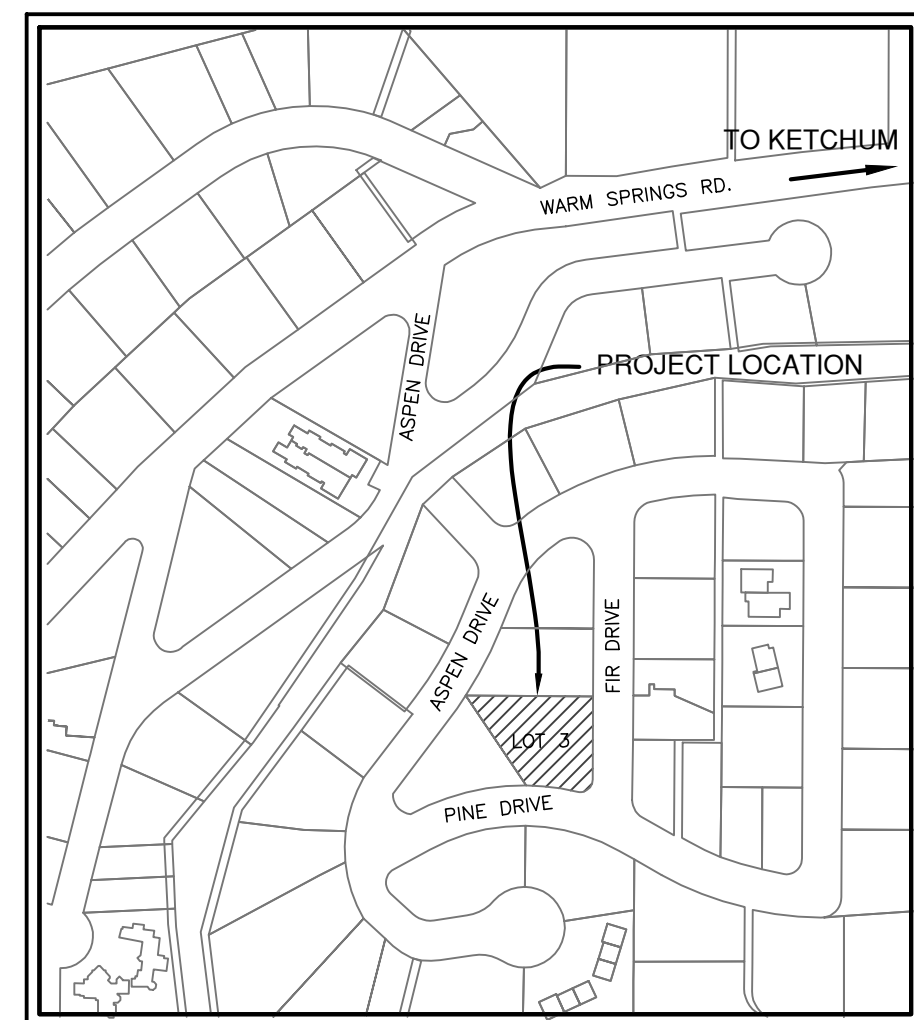 TO KETCHUM
WARM SPRINGS RD.
ASPEN DRIVE
PROJECT LOCATION
ASPEN DRIVE
FIR DRIVE
LOT 3
PINE DRIVE